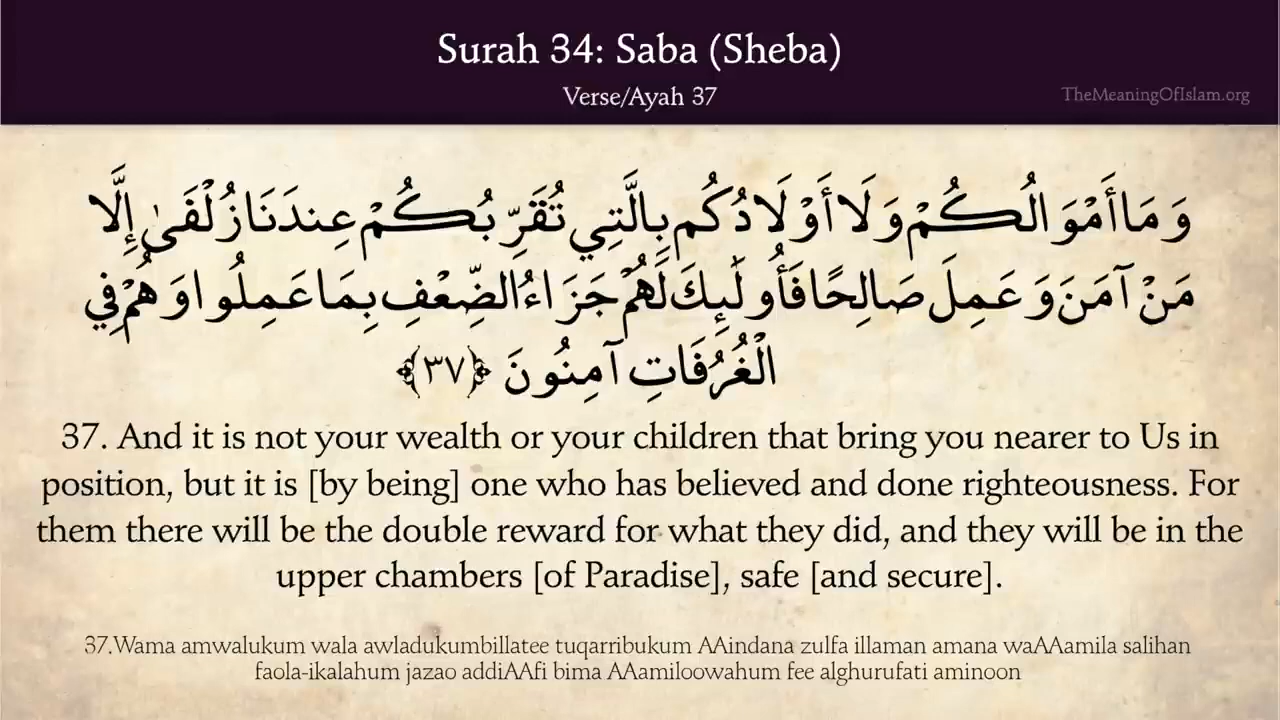 Surah 34: Saba (Sheba)
Verse/Ayah 37
TheMeaningOfIslam.org
وَمَا أَمْوَالُكُمْ وَلَا أَوْلَادُكُم بِالَّتِي تُقَرِّبُكُمْ عِندَنَا زُلْفَىٰ إِلَّا
مَنْ آمَنَ وَعَمِلَ صَالِحًا فَأُولَٰئِكَ لَهُمْ جَزَاءُ الضِّعْفِ بِمَا عَمِلُوا وَهُمْ فِي
الْغُرُفَاتِ آمِنُونَ ﴿٣٧﴾
37. And it is not your wealth or your children that bring you nearer to Us in
position, but it is [by being] one who has believed and done righteousness. For
them there will be the double reward for what they did, and they will be in the
upper chambers [of Paradise], safe [and secure].
37.Wama amwalukum wala awladukumbillatee tuqarribukum AAindana zulfa illaman amana waAAamila salihan
faola-ikalahum jazao addiAAfi bima AAamiloowahum fee alghurufati aminoon